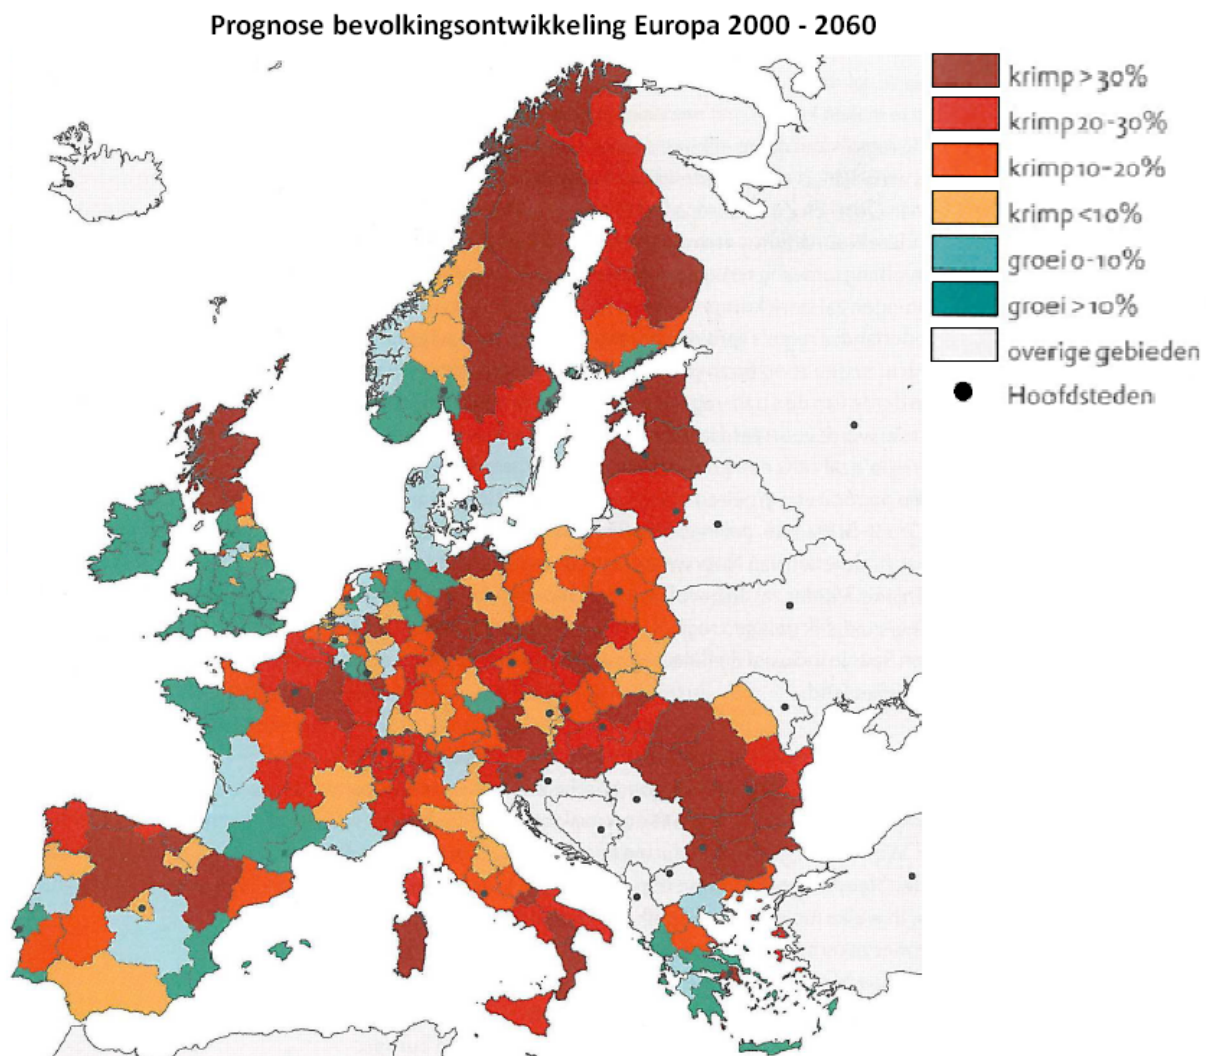 Prognose bevolkingsontwikkeling Europa 2000 - 2060
krimp > 30%
krimp 20-30%
krimp 10-20%
krimp <10%
groei 0-10%
groei > 10%
overige gebieden
Hoofdsteden